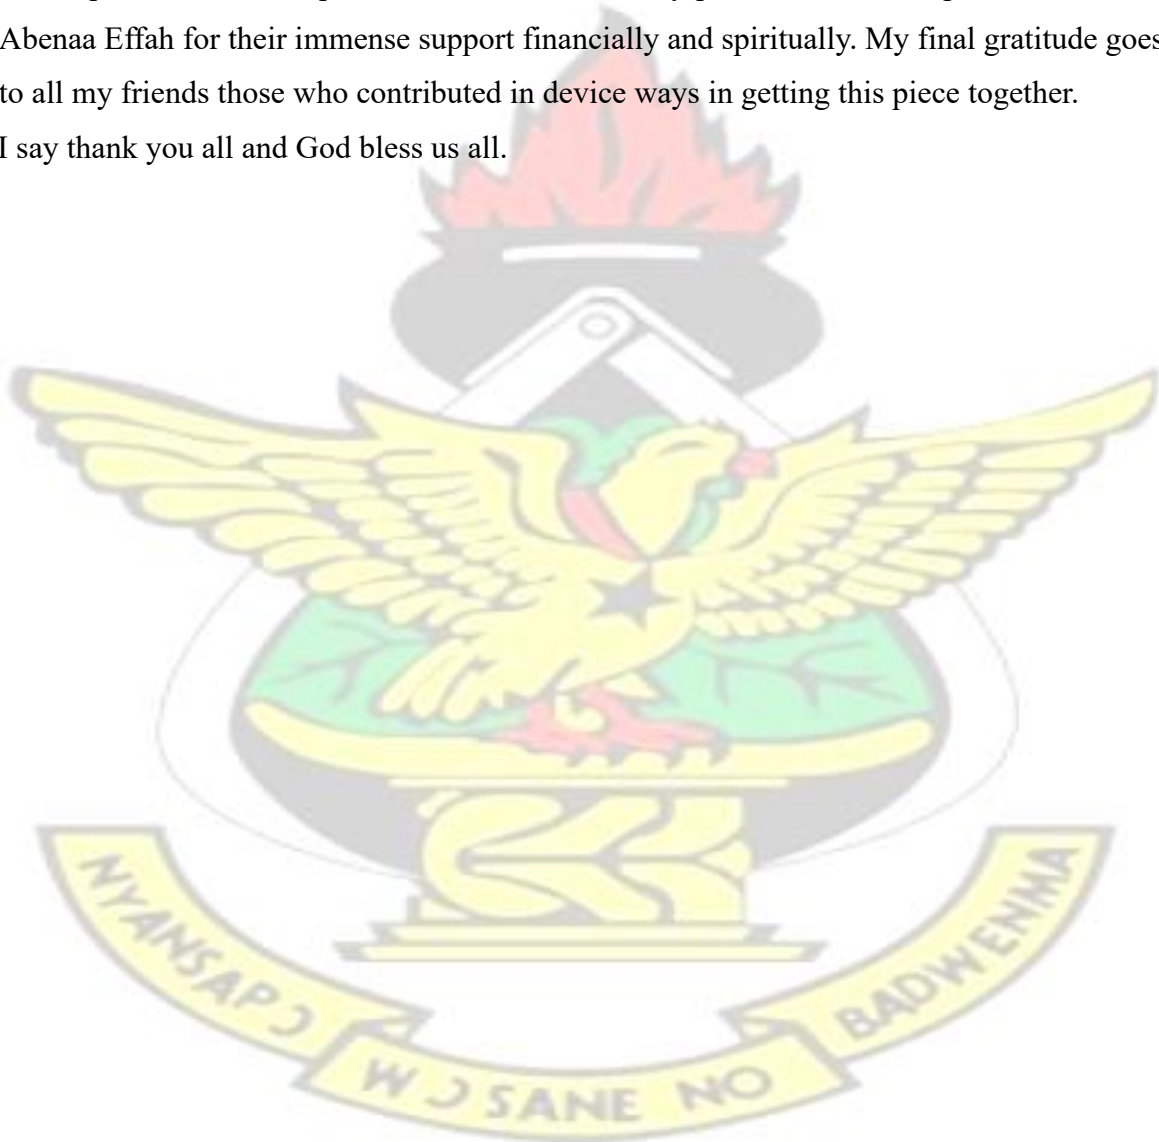 Abenaa Effah for their immense support financially and spiritually. My final gratitude goes
to all my friends those who contributed in device ways in getting this piece together.
I say thank you all and God bless us all.
NYANSAPƆ
WƆSANE NO
BADWENMA